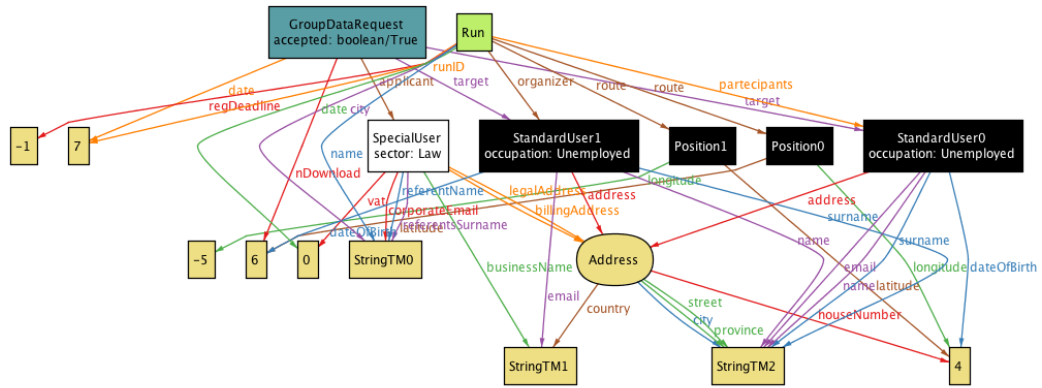 GroupDataRequest
accepted: boolean/True
Run
runID
applicant
target
organizer
route
route
partecipants
target
date
regDeadline
date
city
-1
7
SpecialUser
sector: Law
StandardUser1
occupation: Unemployed
Position1
Position0
StandardUser0
occupation: Unemployed
name
nDownload
vat
referentName
corporateEmail
legalAddress
billingAddress
address
longitude
address
surname
dateOfBirth
latitude
referentsSurname
name
email
surname
name
latitude
longitude
dateOfBirth
-5
6
0
StringTM0
businessName
Address
email
country
street
city
province
houseNumber
StringTM1
StringTM2
4